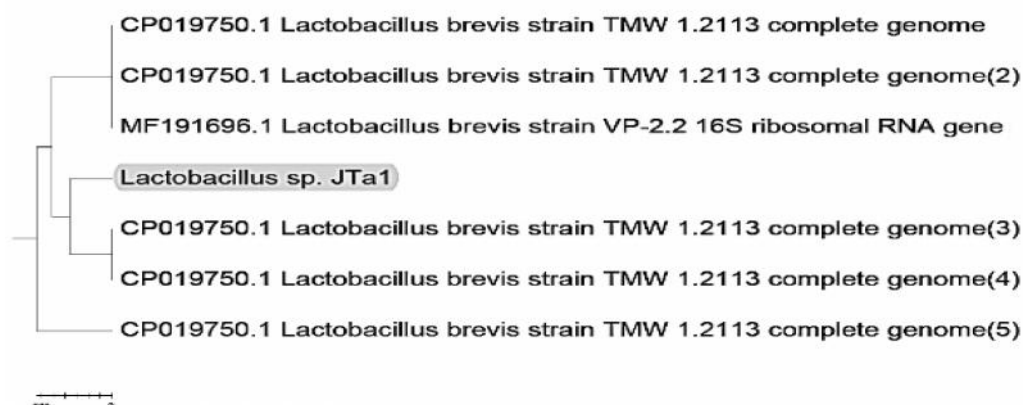 CP019750.1 Lactobacillus brevis strain TMW 1.2113 complete genome
CP019750.1 Lactobacillus brevis strain TMW 1.2113 complete genome(2)
MF191696.1 Lactobacillus brevis strain VP-2.2 16S ribosomal RNA gene
Lactobacillus sp. JTa1
CP019750.1 Lactobacillus brevis strain TMW 1.2113 complete genome(3)
CP019750.1 Lactobacillus brevis strain TMW 1.2113 complete genome(4)
CP019750.1 Lactobacillus brevis strain TMW 1.2113 complete genome(5)